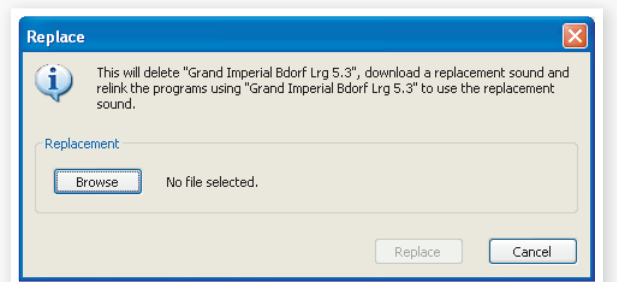 Replace
This will delete "Grand Imperial Bdorf Lrg 5.3", download a replacement sound and
relink the programs using "Grand Imperial Bdorf Lrg 5.3" to use the replacement
sound.
Replacement
Browse No file selected.
Replace Cancel